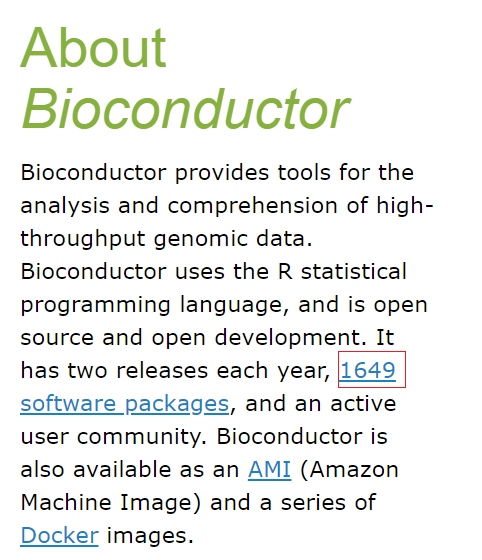 About
Bioconductor
Bioconductor provides tools for the
analysis and comprehension of high-
throughput genomic data.
Bioconductor uses the R statistical
programming language, and is open
source and open development. It
has two releases each year, 1649
software packages, and an active
user community. Bioconductor is
also available as an AMI (Amazon
Machine Image) and a series of
Docker images.